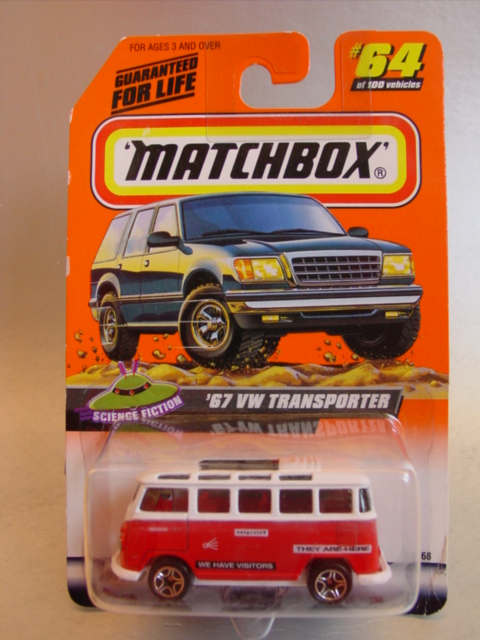 FOR AGES 3 AND OVER
GUARANTEED
FOR LIFE
#64
of 100 vehicles
'MATCHBOX'®
SCIENCE FICTION
'67 VW TRANSPORTER
68
THEY ARE HERE
WE HAVE VISITORS